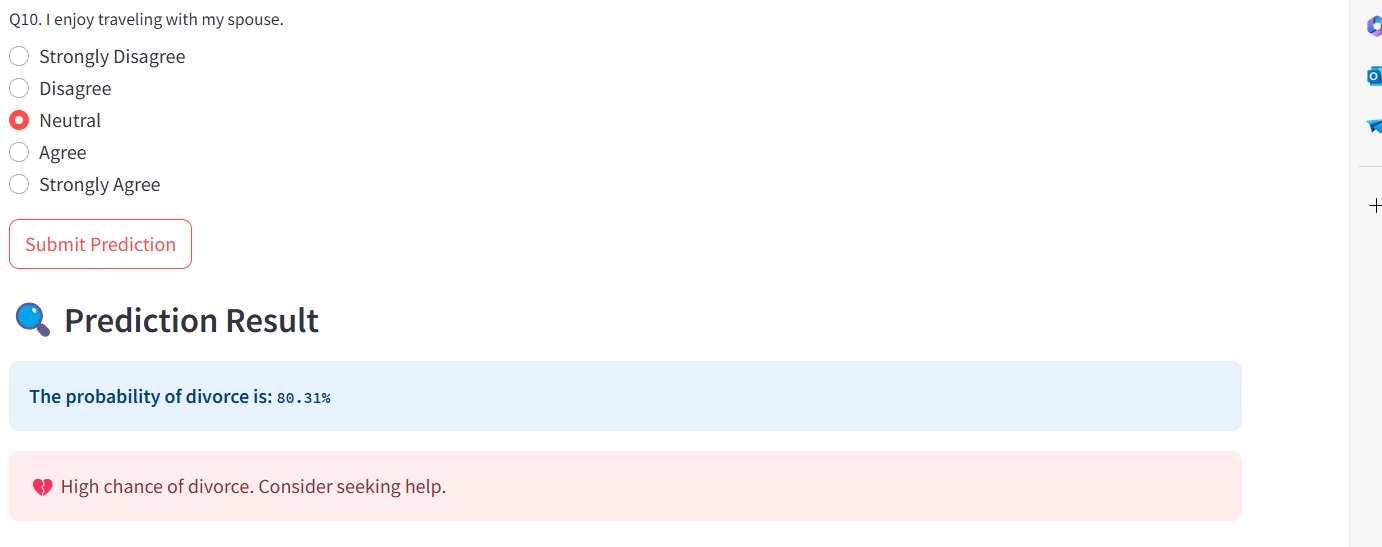 Q10. I enjoy traveling with my spouse.
Strongly Disagree
Disagree
Neutral
Agree
Strongly Agree
Submit Prediction
Prediction Result
The probability of divorce is: 80.31%
High chance of divorce. Consider seeking help.